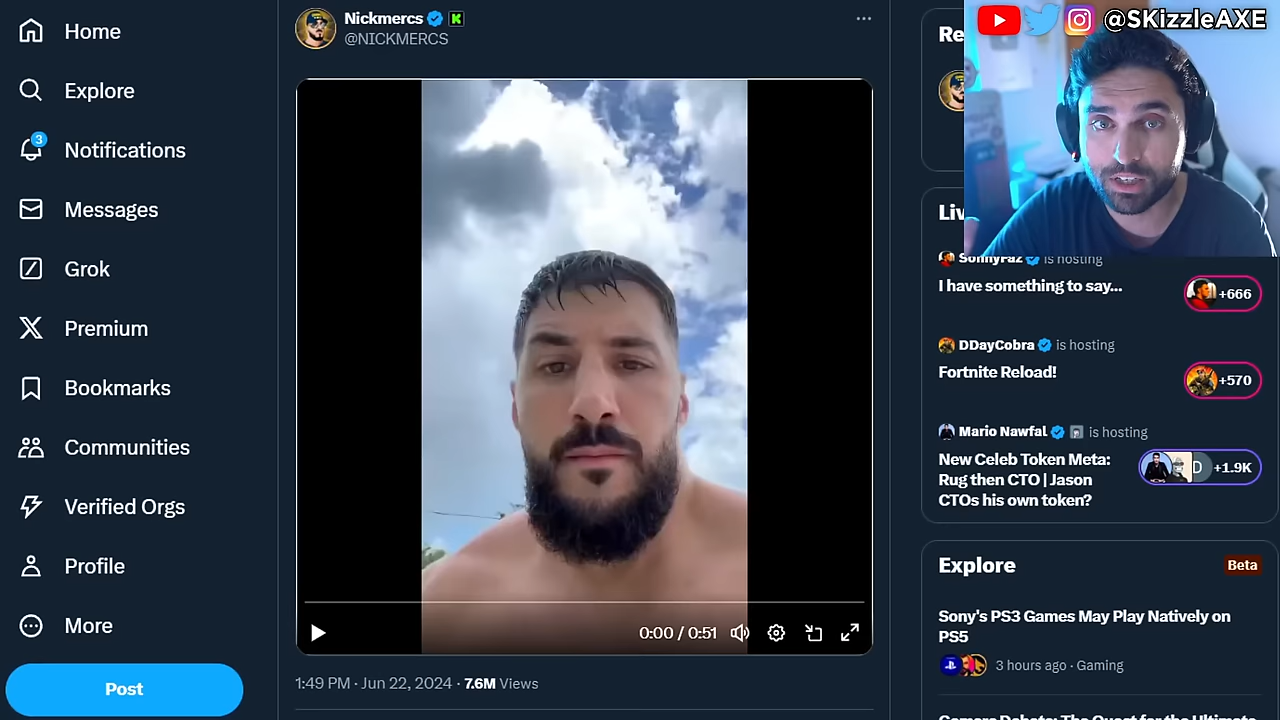 Home
Explore
Notifications
3
Messages
Grok
Premium
Bookmarks
Communities
Verified Orgs
Profile
More
Post
Nickmercs
@NICKMERCS
0:00 / 0:51
1:49 PM · Jun 22, 2024 · 7.6M Views
@SKizzleAXE
Re
Liv
SonnyFaz is hosting
I have something to say...
+666
DDayCobra is hosting
Fortnite Reload!
+570
Mario Nawfal is hosting
New Celeb Token Meta:
Rug then CTO | Jason
CTOs his own token?
D +1.9K
Explore
Beta
Sony's PS3 Games May Play Natively on
PS5
3 hours ago · Gaming